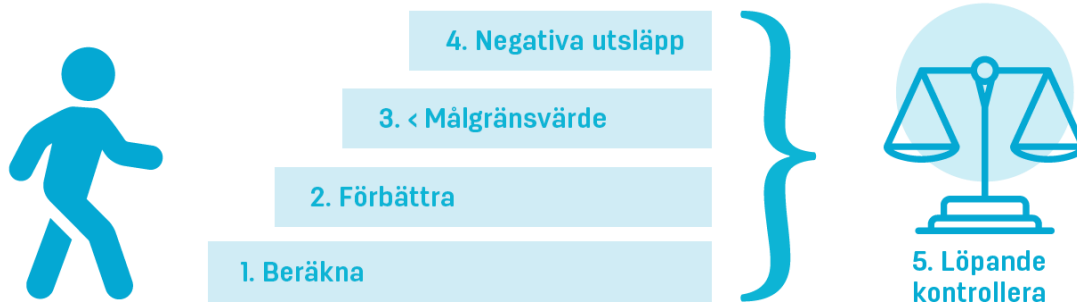 4. Negativa utsläpp
3. < Målgränsvärde
2. Förbättra
1. Beräkna
5. Löpande
kontrollera